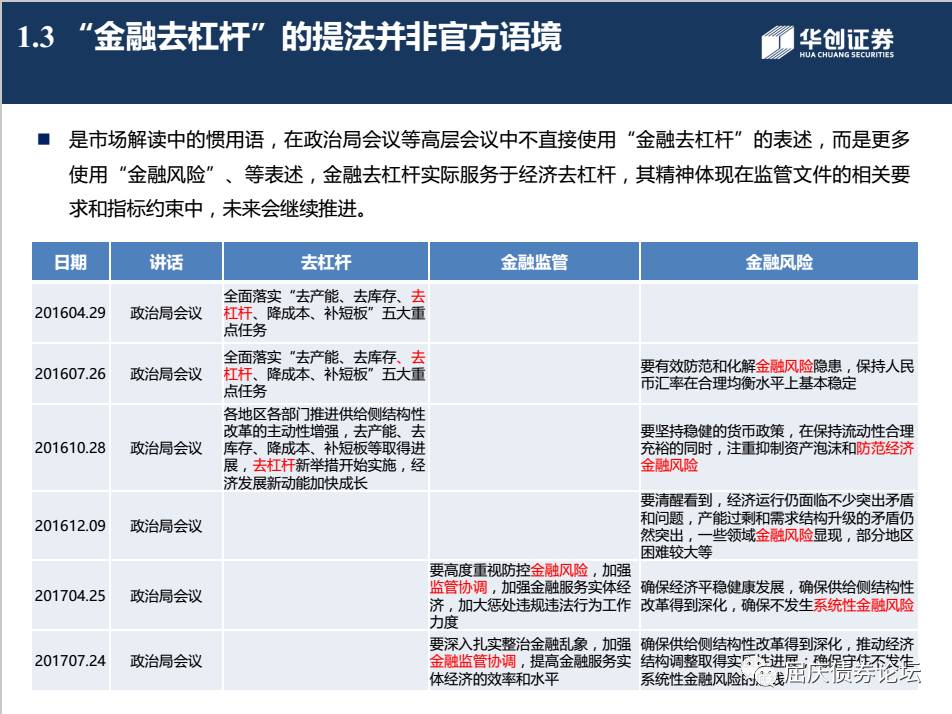 1.3 “金融去杠杆”的提法并非官方语境
华创证券
HUA CHUANG SECURITIES
是市场解读中的惯用语，在政治局会议等高层会议中不直接使用“金融去杠杆”的表述，而是更多
使用“金融风险”、等表述，金融去杠杆实际服务于经济去杠杆，其精神体现在监管文件的相关要
求和指标约束中，未来会继续推进。
日期 讲话 去杠杆 金融监管 金融风险
201604.29 政治局会议
全面落实“去产能、去库存、去
杠杆、降成本、补短板”五大重
点任务
201607.26 政治局会议
全面落实“去产能、去库存、去
杠杆、降成本、补短板”五大重
点任务
要有效防范和化解金融风险隐患，保持人民
币汇率在合理均衡水平上基本稳定
201610.28 政治局会议
各地区各部门推进供给侧结构性
改革的主动性增强，去产能、去
库存、降成本、补短板等取得进
展，去杠杆新举措开始实施，经
济发展新动能加快成长
要坚持稳健的货币政策，在保持流动性合理
充裕的同时，注重抑制资产泡沫和防范经济
金融风险
201612.09 政治局会议
要清醒看到，经济运行仍面临不少突出矛盾
和问题，产能过剩和需求结构升级的矛盾仍
然突出，一些领域金融风险显现，部分地区
困难较大等
201704.25 政治局会议
要高度重视防控金融风险，加强
监管协调，加强金融服务实体经
济，加大惩处违规违法行为工作
力度
确保经济平稳健康发展，确保供给侧结构性
改革得到深化，确保不发生系统性金融风险
201707.24 政治局会议
要深入扎实整治金融乱象，加强
金融监管协调，提高金融服务实
体经济的效率和水平
确保供给侧结构性改革得到深化，推动经济
结构调整取得实质性进展；确保守住不发生
系统性金融风险的底线
屈庆债券论坛